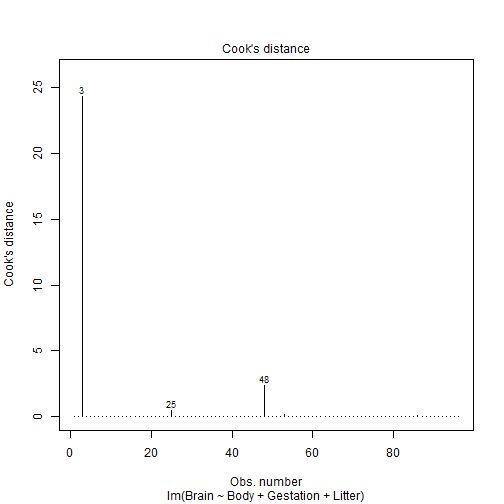 Cook's distance
25
20
15
10
5
0
Cook's distance
3
25
48
0 20 40 60 80
Obs. number
lm(Brain ~ Body + Gestation + Litter)